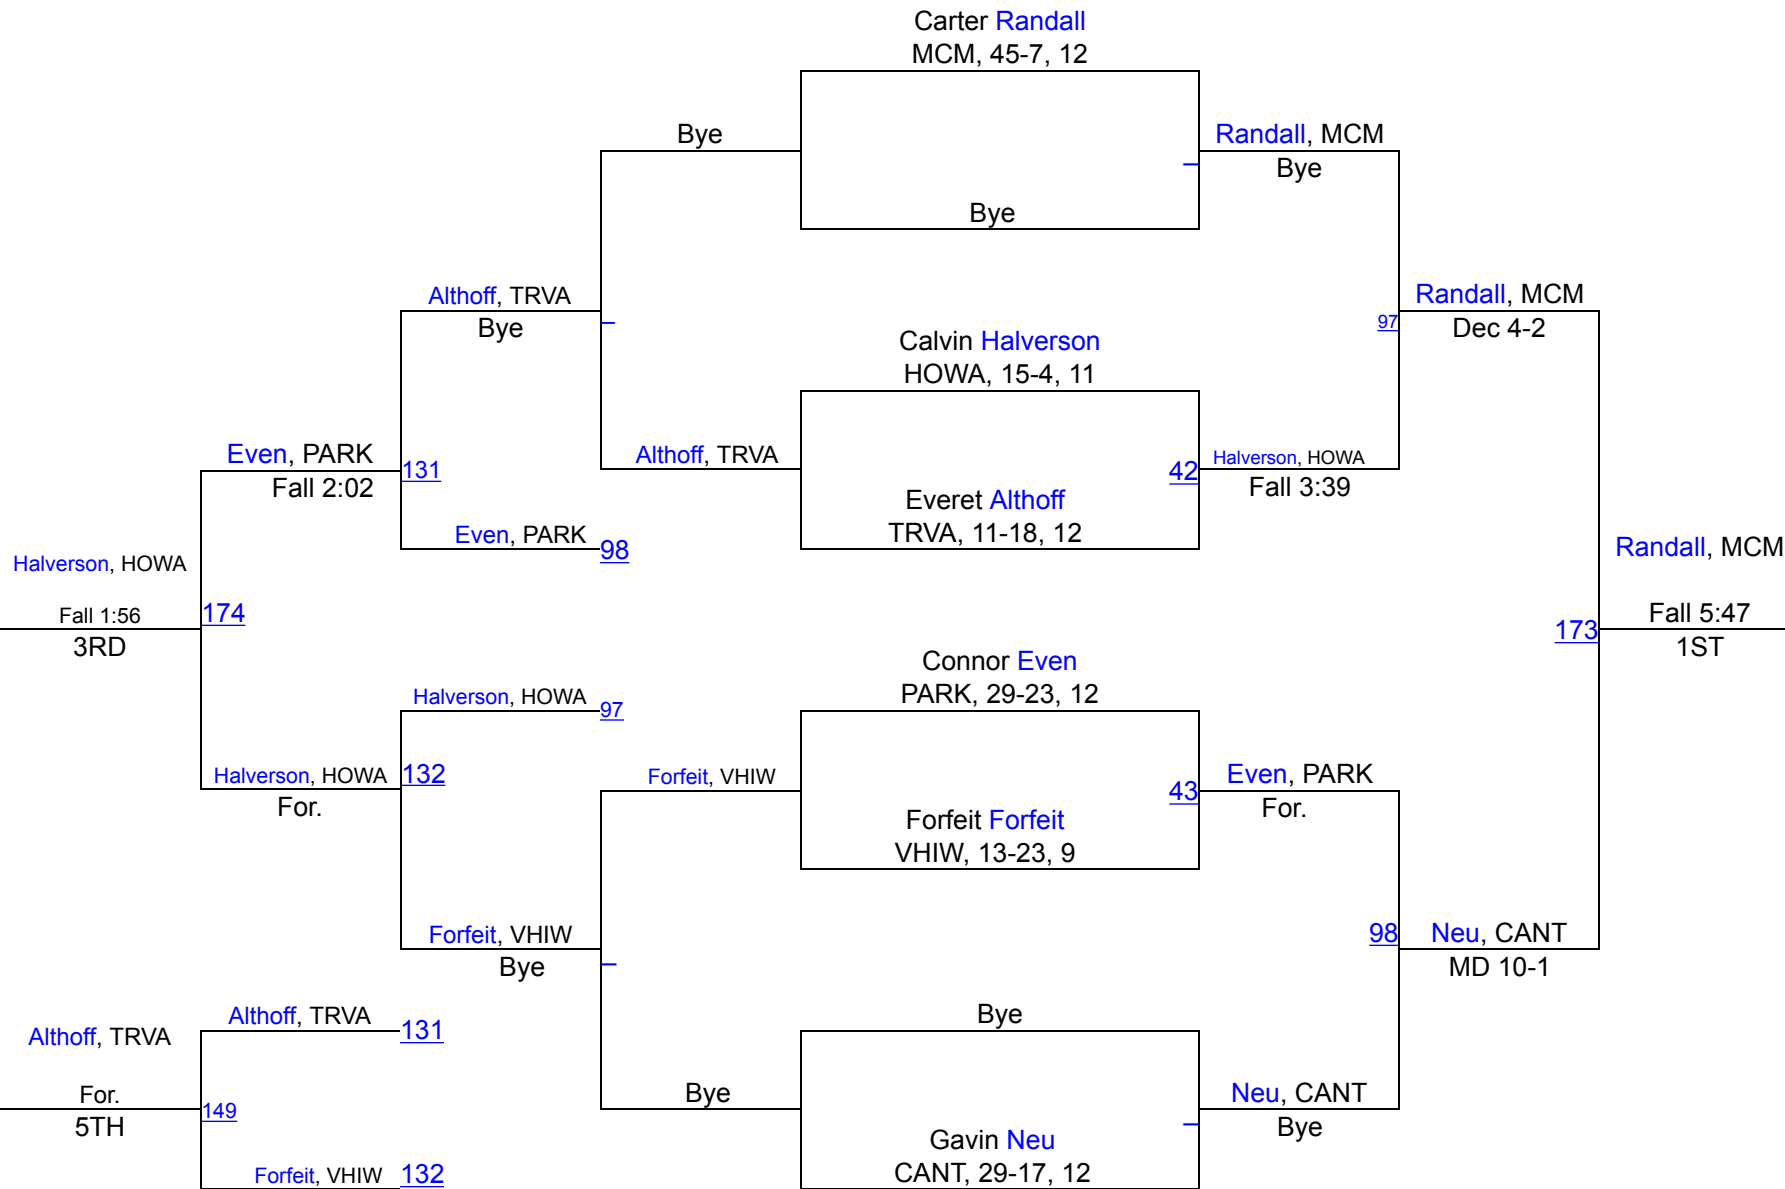 Carter Randall
MCM, 45-7, 12
Bye
Randall, MCM
Bye
Bye
Althoff, TRVA
Bye
Randall, MCM
97
Dec 4-2
Calvin Halverson
HOWA, 15-4, 11
Even, PARK
131
Fall 2:02
Althoff, TRVA
42
Halverson, HOWA
Fall 3:39
Everet Althoff
TRVA, 11-18, 12
Even, PARK
98
Halverson, HOWA
Fall 1:56
174
3RD
Randall, MCM
Fall 5:47
173
1ST
Connor Even
PARK, 29-23, 12
Halverson, HOWA
97
Halverson, HOWA
132
For.
Forfeit, VHIW
43
Even, PARK
For.
Forfeit Forfeit
VHIW, 13-23, 9
Forfeit, VHIW
Bye
98
Neu, CANT
MD 10-1
Bye
Althoff, TRVA
131
Althoff, TRVA
For.
149
5TH
Bye
Neu, CANT
Bye
Gavin Neu
CANT, 29-17, 12
Forfeit, VHIW
132